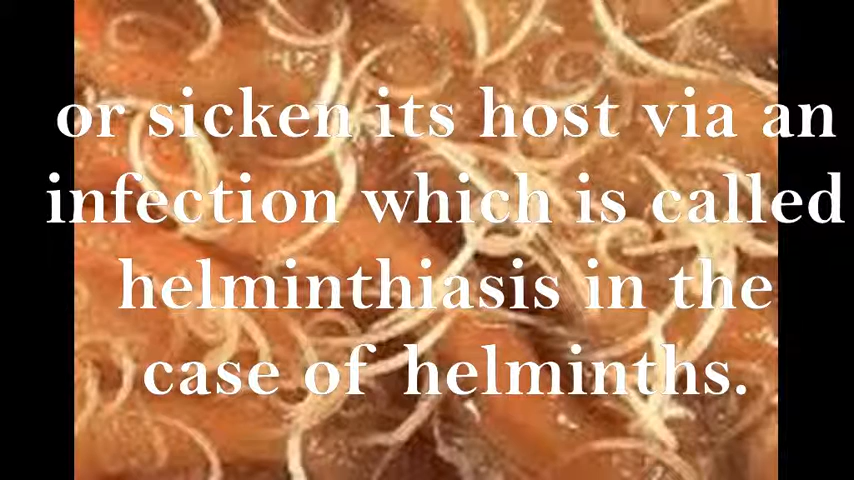 or sicken its host via an
infection which is called
helminthiasis in the
case of helminths.